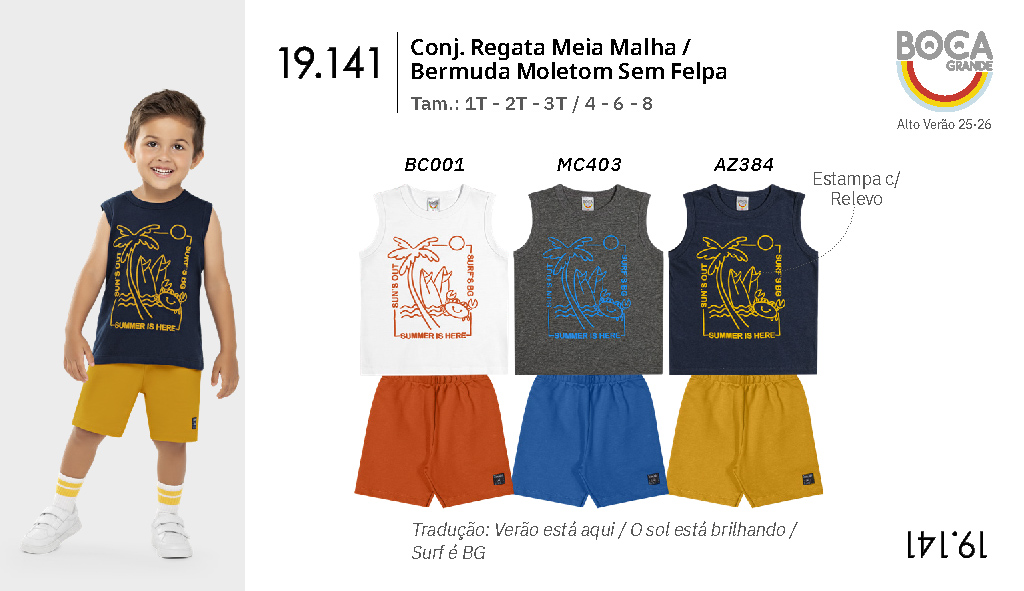 19.141
Conj. Regata Meia Malha /
Bermuda Moletom Sem Felpa
Tam.: 1T - 2T - 3T / 4 - 6 - 8
BOCA
GRANDE
Alto Verão 25-26
BC001
MC403
AZ384
Estampa c/
Relevo
SUN'S OUT
SURF'S BG
SUMMER IS HERE
SUN'S OUT
SURF'S BG
SUMMER IS HERE
SUN'S OUT
SURF'S BG
SUMMER IS HERE
SUN'S OUT
SURF'S BG
SUMMER IS HERE
Tradução: Verão está aqui / O sol está brilhando /
Surf é BG
19.141